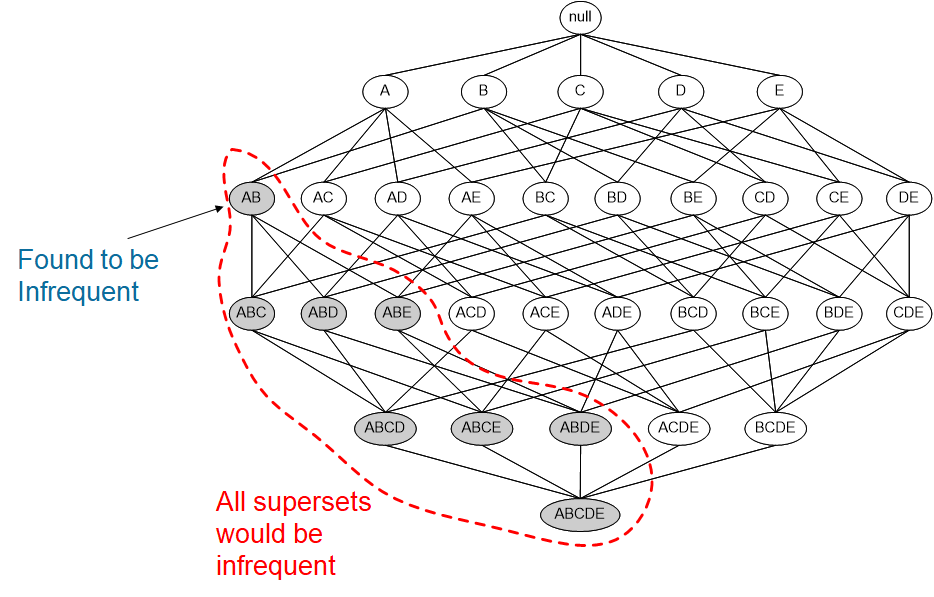 null
A B C D E
AB AC AD AE BC BD BE CD CE DE
Found to be
Infrequent
ABC ABD ABE ACD ACE ADE BCD BCE BDE CDE
ABCD ABCE ABDE ACDE BCDE
All supersets
would be
infrequent
ABCDE